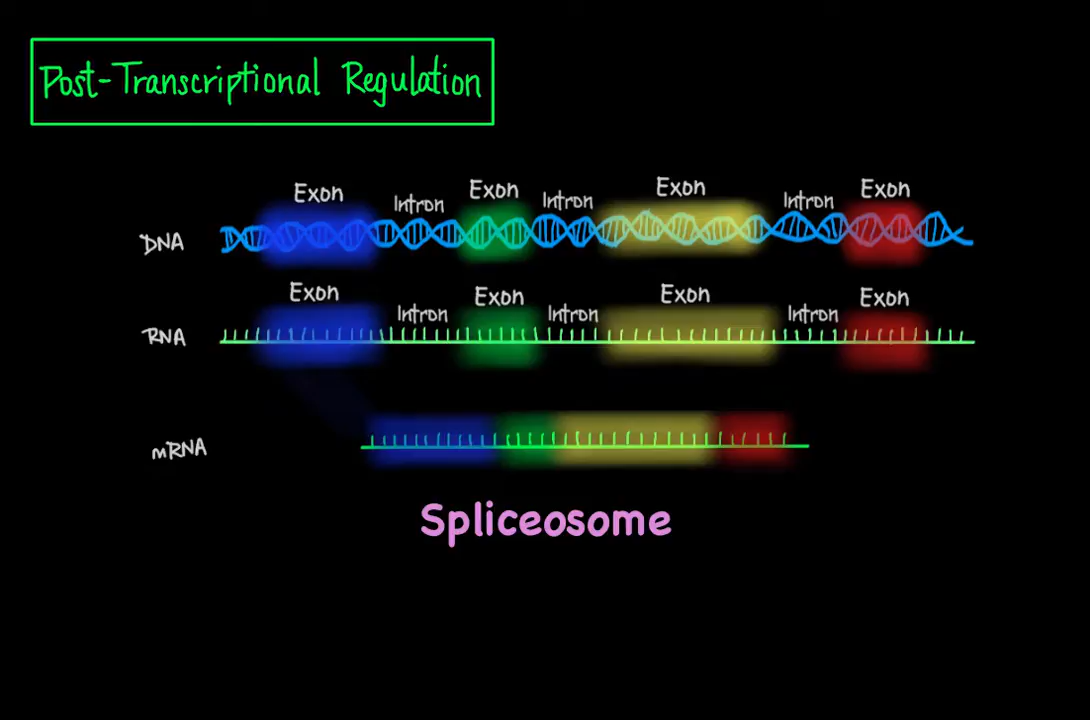 Post-Transcriptional Regulation
Exon Intron Exon Intron Exon Intron Exon
DNA
Exon Intron Exon Intron Exon Intron Exon
RNA
mRNA
Spliceosome